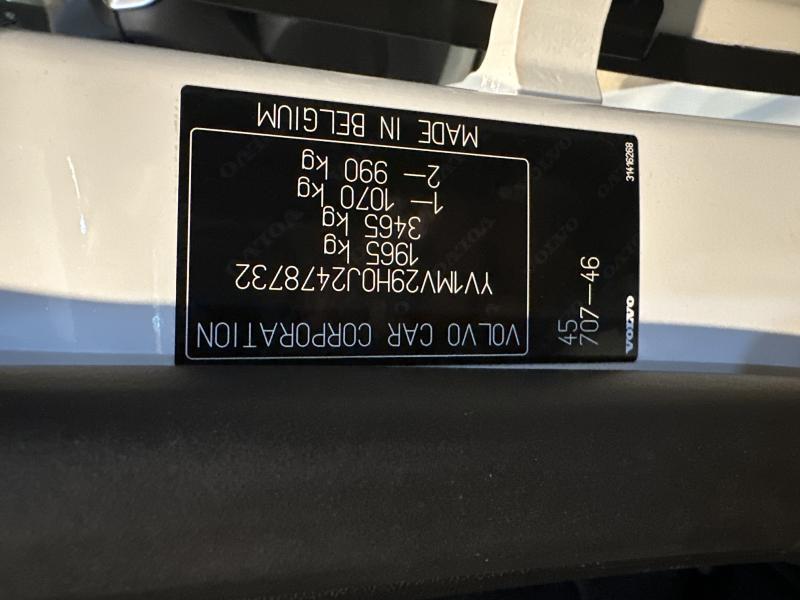 VOLVO CAR CORPORATION
YV1MV29H0J2478732
1965 kg
3465 kg
1— 1070 kg
2— 990 kg
MADE IN BELGIUM
45
707—46
VOLVO
31416268